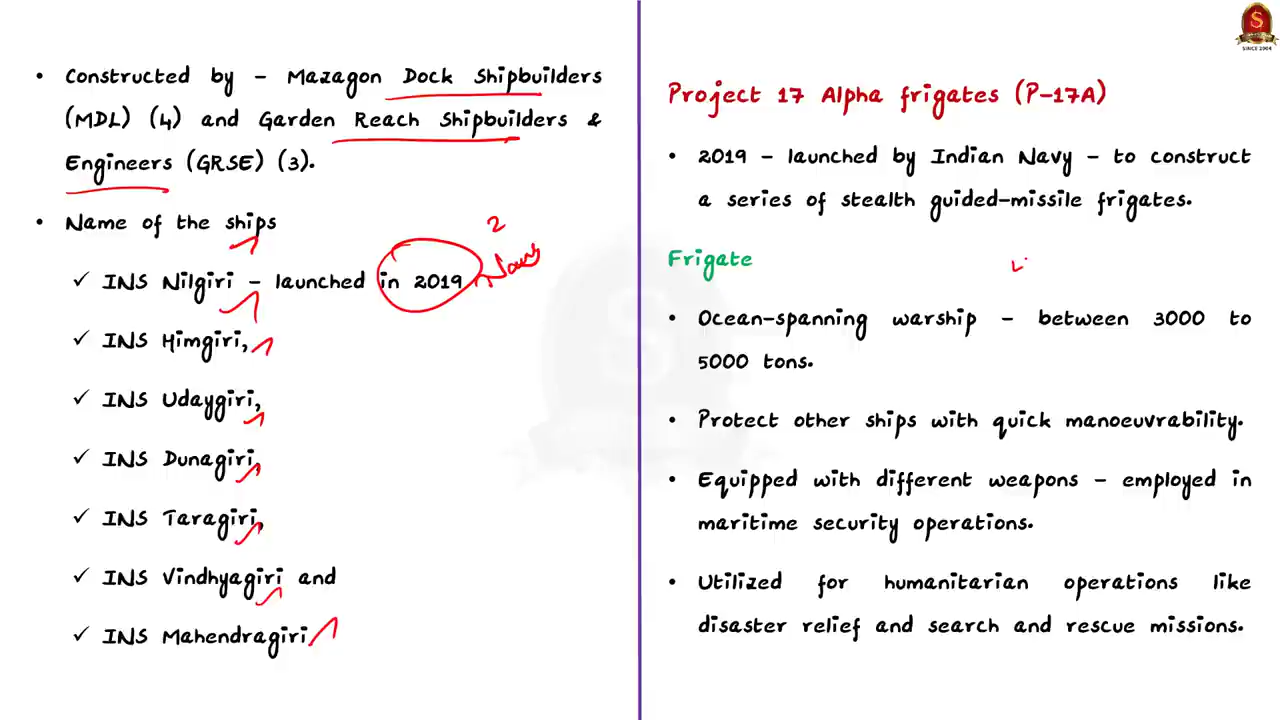 • Constructed by – Mazagon Dock Shipbuilders
(MDL) (4) and Garden Reach Shipbuilders &
Engineers (GRSE) (3).
• Name of the ships
✓ INS Nilgiri – launched in 2019
2
✓ INS Himgiri,
✓ INS Udaygiri,
✓ INS Dunagiri,
✓ INS Taragiri,
✓ INS Vindhyagiri and
✓ INS Mahendragiri
S
SINCE 2004
Project 17 Alpha frigates (P-17A)
• 2019 – launched by Indian Navy – to construct
a series of stealth guided-missile frigates.
Frigate
• Ocean-spanning warship – between 3000 to
5000 tons.
• Protect other ships with quick manoeuvrability.
• Equipped with different weapons – employed in
maritime security operations.
• Utilized for humanitarian operations like
disaster relief and search and rescue missions.